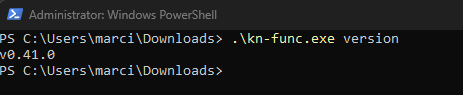 Administrator: Windows PowerShell
PS C:\Users\marci\Downloads> .\kn-func.exe version
v0.41.0
PS C:\Users\marci\Downloads>